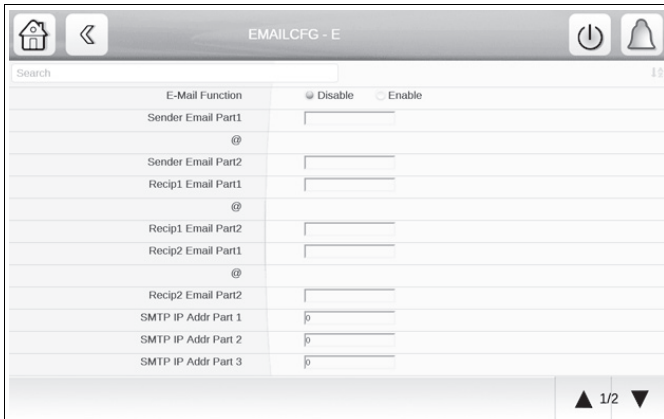 EMAILCFG - E
Search
E-Mail Function Disable Enable
Sender Email Part1
@
Sender Email Part2
Recip1 Email Part1
@
Recip1 Email Part2
Recip2 Email Part1
@
Recip2 Email Part2
SMTP IP Addr Part 1 0
SMTP IP Addr Part 2 0
SMTP IP Addr Part 3 0
1/2